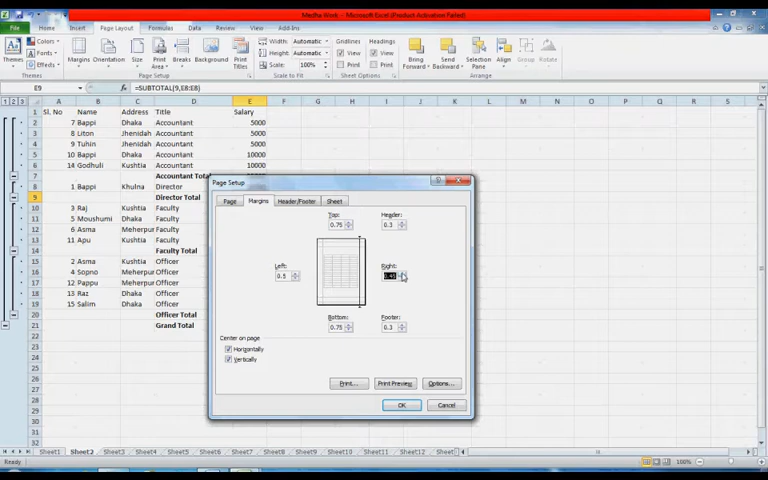 Medha Work - Microsoft Excel (Product Activation Failed)
File Home Insert Page Layout Formulas Data Review View Add-Ins
Themes Colors Fonts Effects
Margins Orientation Size Print Area Breaks Background Print Titles
Page Setup
Width: Automatic
Height: Automatic
Scale: 100%
Scale to Fit
Gridlines Headings
View View
Print Print
Sheet Options
Bring Forward Send Backward Selection Pane Align Group Rotate
Arrange
E9 =SUBTOTAL(9,E8:E8)
1 2 3 A B C D E F G H I J K L M N O P Q R S
1 Sl. No Name Address Title Salary
2 7 Bappi Dhaka Accountant 5000
3 8 Liton Jhenidah Accountant 5000
4 9 Tuhin Jhenidah Accountant 5000
5 10 Bappi Dhaka Accountant 10000
6 14 Godhuli Kushtia Accountant 10000
7 Accountant Total
8 1 Bappi Khulna Director
9 Director Total
10 3 Raj Kushtia Faculty
11 5 Moushumi Dhaka Faculty
12 6 Asma Meherpur Faculty
13 11 Apu Kushtia Faculty
14 Faculty Total
15 2 Asma Kushtia Officer
16 4 Sopno Meherpur Officer
17 12 Pappu Meherpur Officer
18 13 Raz Dhaka Officer
19 15 Salim Dhaka Officer
20 Officer Total
21 Grand Total
22
23
24
25
26
27
28
29
30
31
32
Page Setup
Page Margins Header/Footer Sheet
Top: Header:
0.75 0.3
Left: Right:
0.5
Bottom: Footer:
0.75 0.3
Center on page
Horizontally
Vertically
Print... Print Preview Options...
OK Cancel
Sheet1 Sheet2 Sheet3 Sheet4 Sheet5 Sheet6 Sheet7 Sheet8 Sheet9 Sheet10 Sheet11 Sheet12 Sheet13
Ready 100%